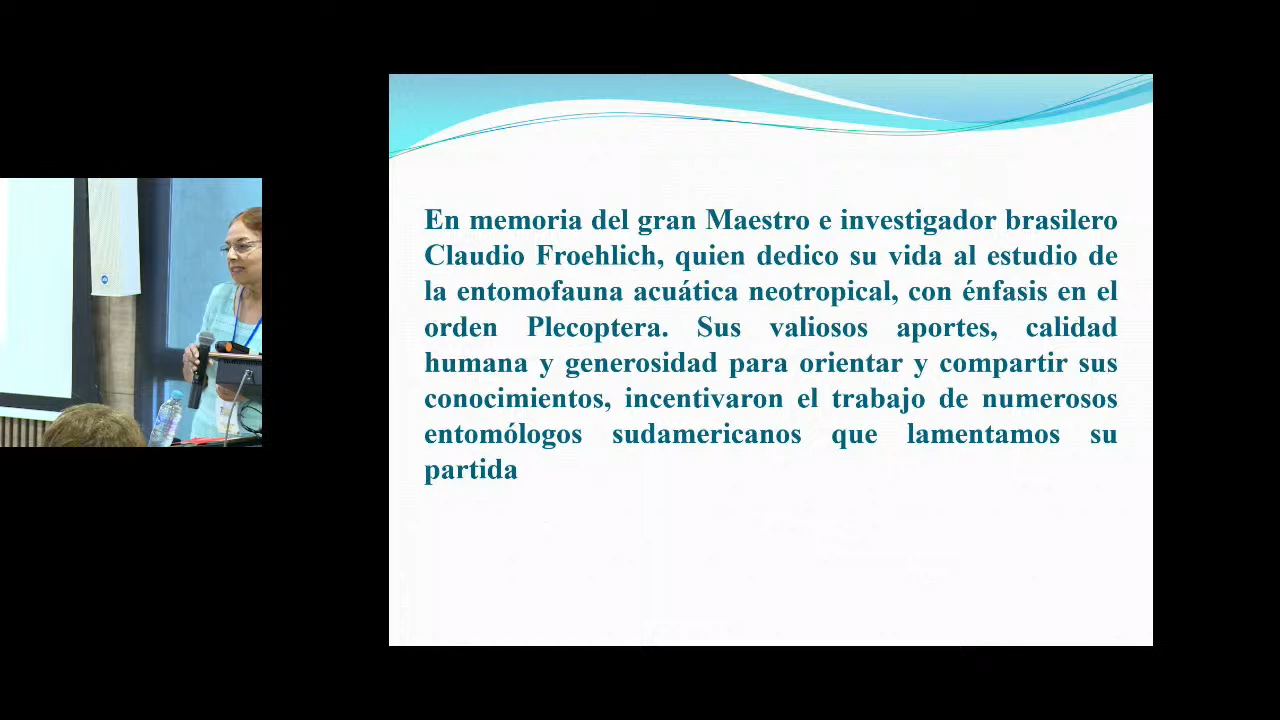 En memoria del gran Maestro e investigador brasilero
Claudio Froehlich, quien dedico su vida al estudio de
la entomofauna acuática neotropical, con énfasis en el
orden Plecoptera. Sus valiosos aportes, calidad
humana y generosidad para orientar y compartir sus
conocimientos, incentivaron el trabajo de numerosos
entomólogos sudamericanos que lamentamos su
partida